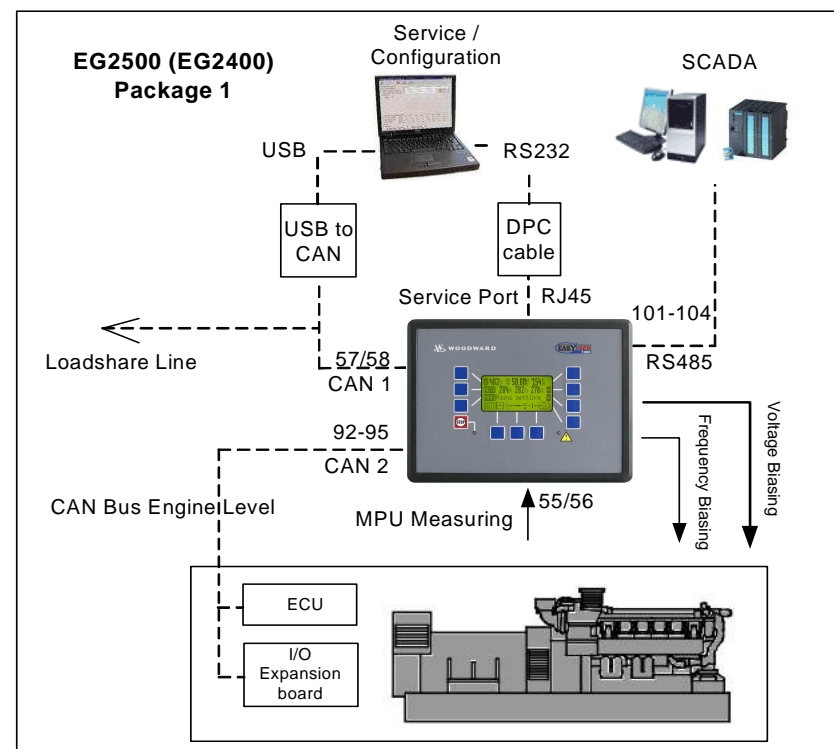 EG2500 (EG2400)
Package 1
Service /
Configuration
SCADA
USB
RS232
USB to
CAN
DPC
cable
Service Port
RJ45
101-104
RS485
Loadshare Line
57/58
CAN 1
WOODWARD
EASYGEN
STOP
92-95
CAN 2
CAN Bus Engine Level
MPU Measuring
55/56
Frequency Biasing
Voltage Biasing
ECU
I/O
Expansion
board